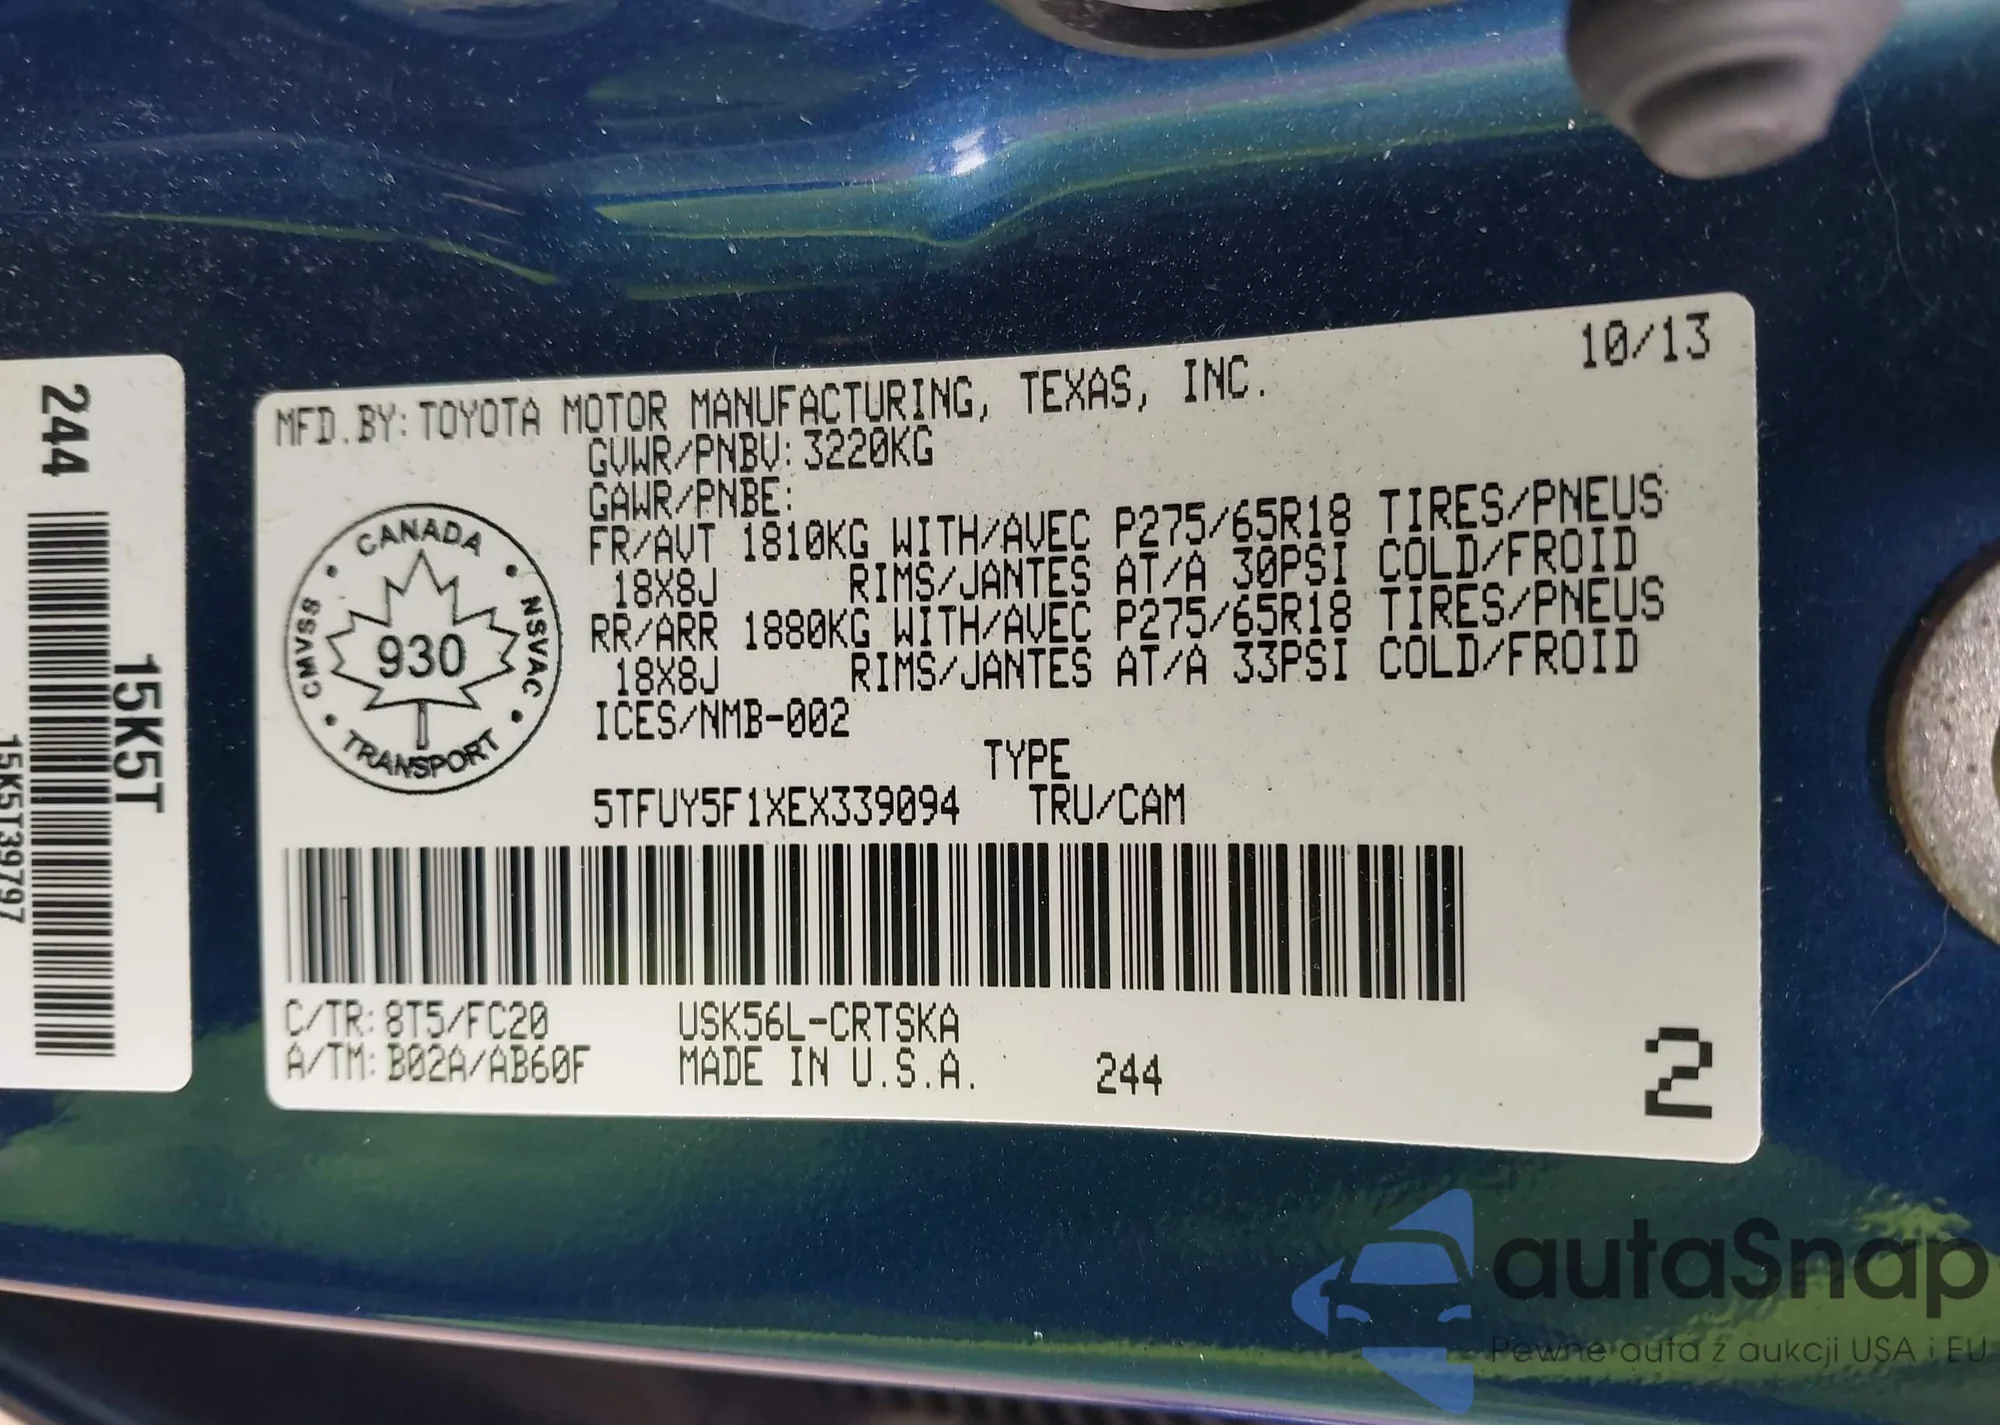 244
15K5T
15K5T39797
10/13
MFD.BY: TOYOTA MOTOR MANUFACTURING, TEXAS, INC.
GVWR/PNBV: 3220KG
GAWR/PNBE:
FR/AVT 1810KG WITH/AVEC P275/65R18 TIRES/PNEUS
18X8J RIMS/JANTES AT/A 30PSI COLD/FROID
RR/ARR 1880KG WITH/AVEC P275/65R18 TIRES/PNEUS
18X8J RIMS/JANTES AT/A 33PSI COLD/FROID
ICES/NMB-002
CANADA
CMVSS
930
NSVAC
TRANSPORT
TYPE
5TFUY5F1XEX339094 TRU/CAM
C/TR: 8T5/FC20 USK56L-CRTSKA
A/TM: B02A/AB60F MADE IN U.S.A. 244
2
autaSnap
Pewne auta z aukcji USA i EU